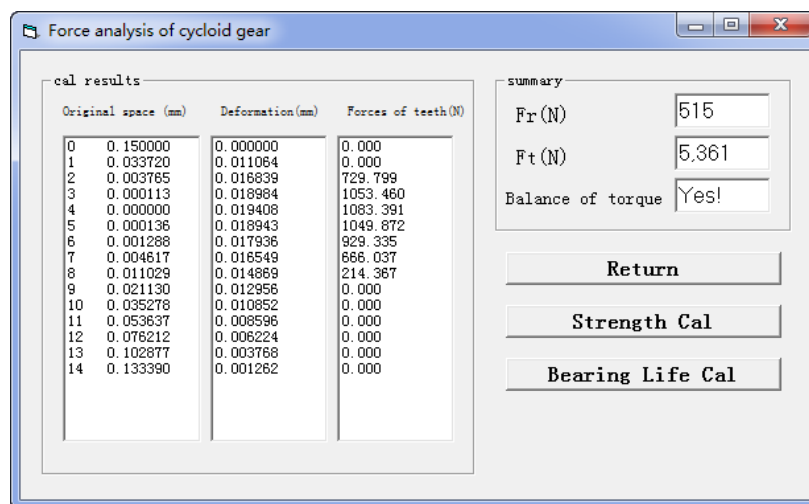 Force analysis of cycloid gear
cal results
Original space (mm) Deformation(mm) Forces of teeth(N)
0 0.150000 0.000000 0.000
1 0.033720 0.011064 0.000
2 0.003765 0.016839 729.799
3 0.000113 0.018984 1053.460
4 0.000000 0.019408 1083.391
5 0.000136 0.018943 1049.872
6 0.001288 0.017936 929.335
7 0.004617 0.016549 666.037
8 0.011029 0.014869 214.367
9 0.021130 0.012956 0.000
10 0.035278 0.010852 0.000
11 0.053637 0.008596 0.000
12 0.076212 0.006224 0.000
13 0.102877 0.003768 0.000
14 0.133390 0.001262 0.000
summary
Fr(N) 515
Ft(N) 5,361
Balance of torque Yes!
Return
Strength Cal
Bearing Life Cal